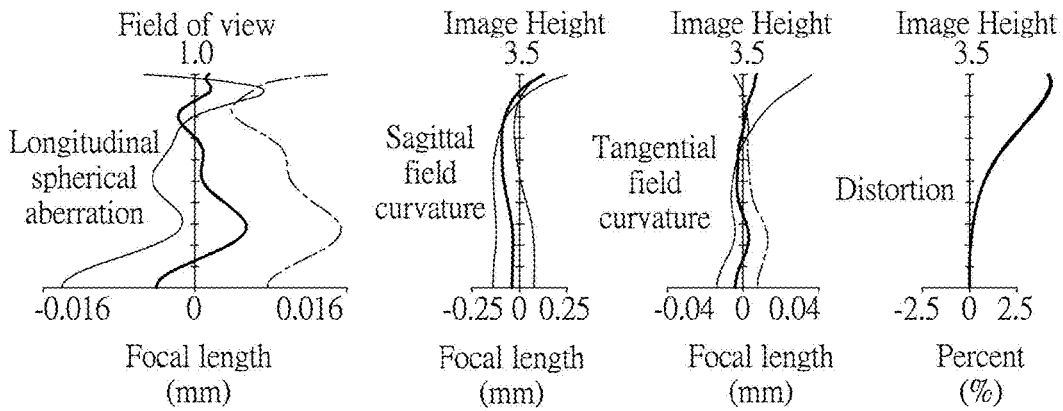 Field of view
1.0
Longitudinal
spherical
aberration
-0.016 0 0.016
Focal length
(mm)
Image Height
3.5
Sagittal
field
curvature
-0.25 0 0.25
Focal length
(mm)
Image Height
3.5
Tangential
field
curvature
-0.04 0 0.04
Focal length
(mm)
Image Height
3.5
Distortion
-2.5 0 2.5
Percent
(%)